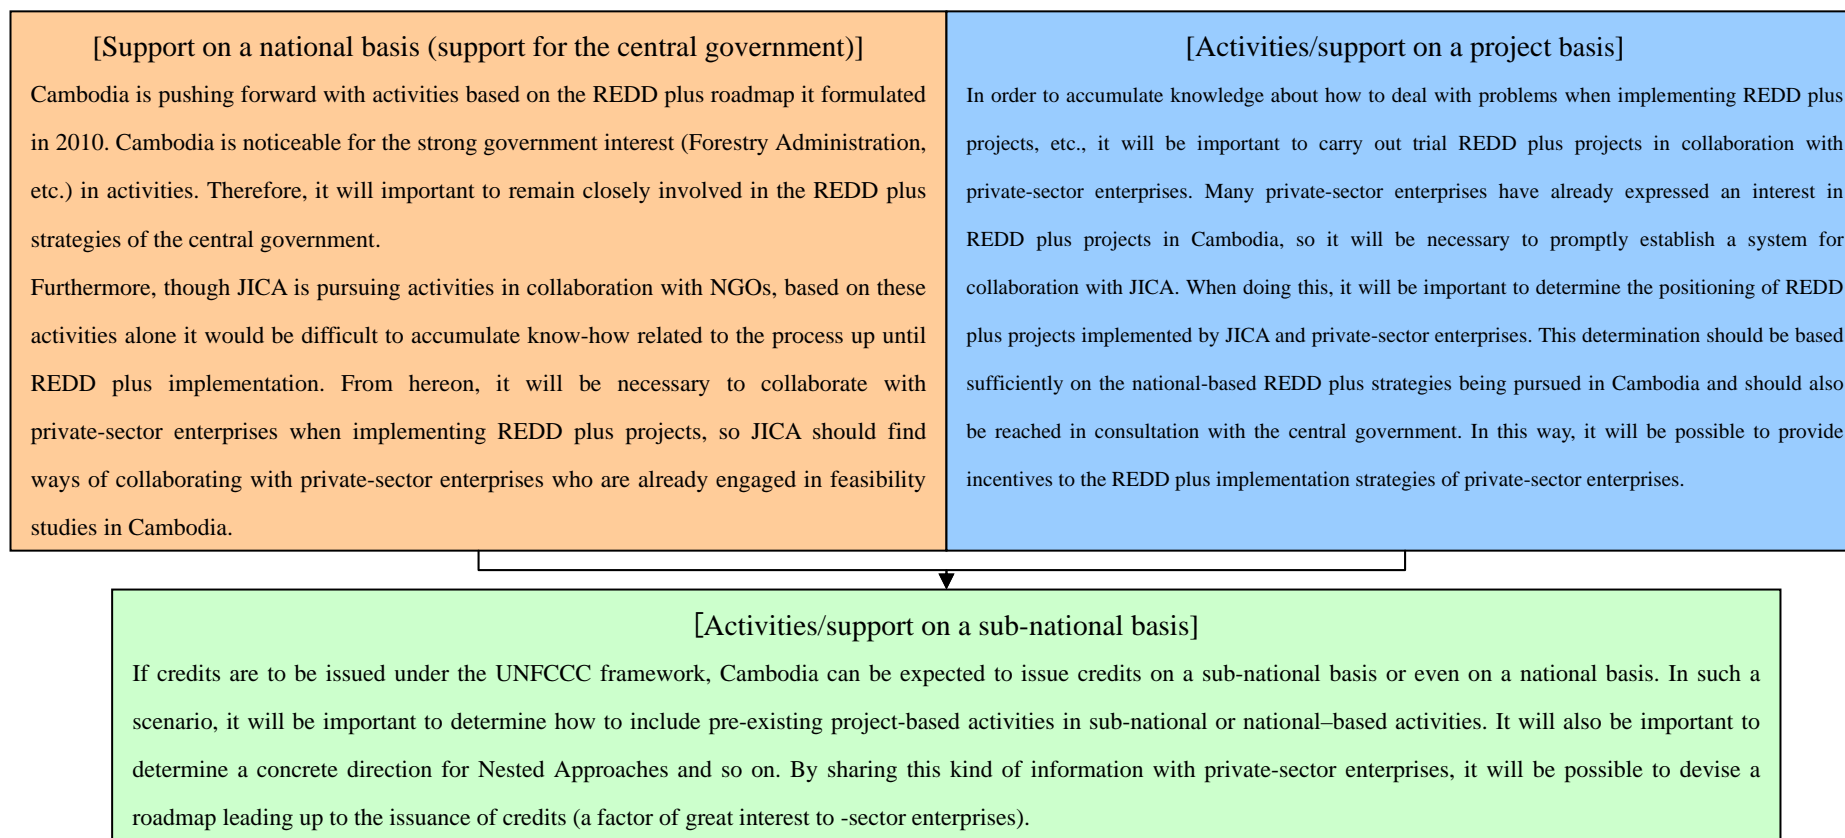 [Support on a national basis (support for the central government)]
Cambodia is pushing forward with activities based on the REDD plus roadmap it formulated
in 2010. Cambodia is noticeable for the strong government interest (Forestry Administration,
etc.) in activities. Therefore, it will important to remain closely involved in the REDD plus
strategies of the central government.
Furthermore, though JICA is pursuing activities in collaboration with NGOs, based on these
activities alone it would be difficult to accumulate know-how related to the process up until
REDD plus implementation. From hereon, it will be necessary to collaborate with
private-sector enterprises when implementing REDD plus projects, so JICA should find
ways of collaborating with private-sector enterprises who are already engaged in feasibility
studies in Cambodia.
[Activities/support on a project basis]
In order to accumulate knowledge about how to deal with problems when implementing REDD plus
projects, etc., it will be important to carry out trial REDD plus projects in collaboration with
private-sector enterprises. Many private-sector enterprises have already expressed an interest in
REDD plus projects in Cambodia, so it will be necessary to promptly establish a system for
collaboration with JICA. When doing this, it will be important to determine the positioning of REDD
plus projects implemented by JICA and private-sector enterprises. This determination should be based
sufficiently on the national-based REDD plus strategies being pursued in Cambodia and should also
be reached in consultation with the central government. In this way, it will be possible to provide
incentives to the REDD plus implementation strategies of private-sector enterprises.
[Activities/support on a sub-national basis]
If credits are to be issued under the UNFCCC framework, Cambodia can be expected to issue credits on a sub-national basis or even on a national basis. In such a
scenario, it will be important to determine how to include pre-existing project-based activities in sub-national or national–based activities. It will also be important to
determine a concrete direction for Nested Approaches and so on. By sharing this kind of information with private-sector enterprises, it will be possible to devise a
roadmap leading up to the issuance of credits (a factor of great interest to -sector enterprises).